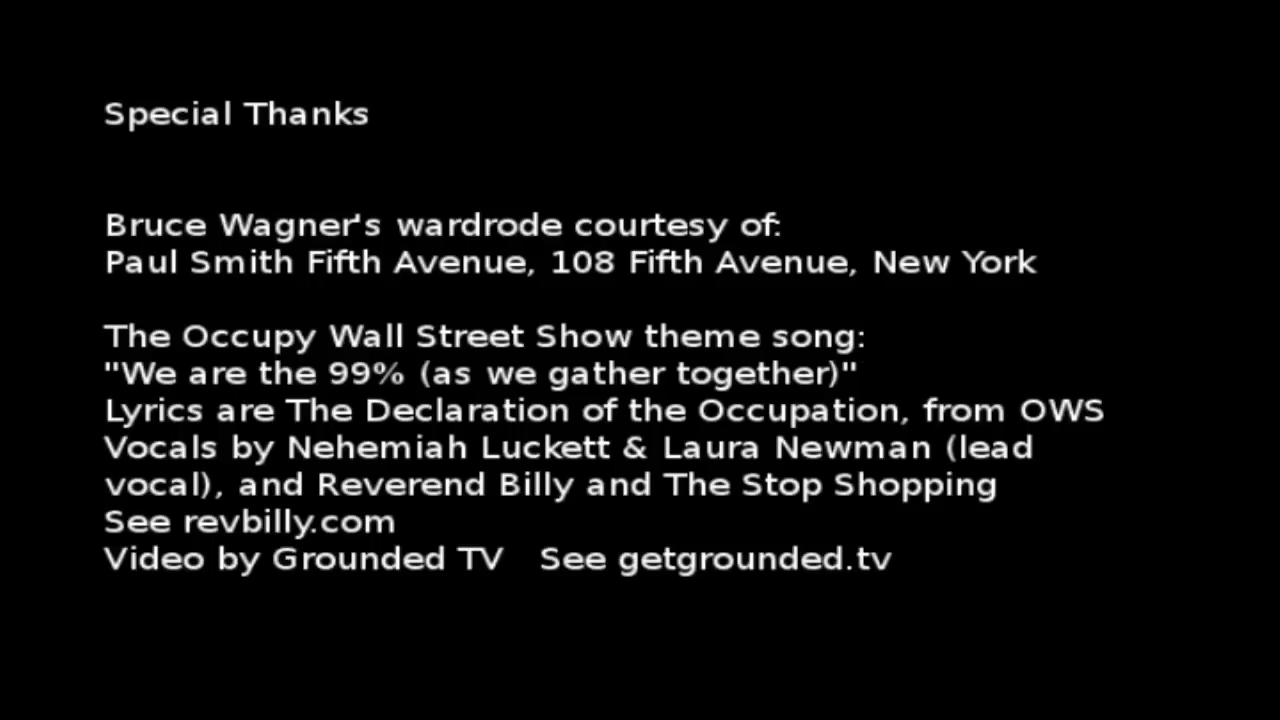 Special Thanks
Bruce Wagner's wardrode courtesy of:
Paul Smith Fifth Avenue, 108 Fifth Avenue, New York
The Occupy Wall Street Show theme song:
"We are the 99% (as we gather together)"
Lyrics are The Declaration of the Occupation, from OWS
Vocals by Nehemiah Luckett & Laura Newman (lead
vocal), and Reverend Billy and The Stop Shopping
See revbilly.com
Video by Grounded TV   See getgrounded.tv